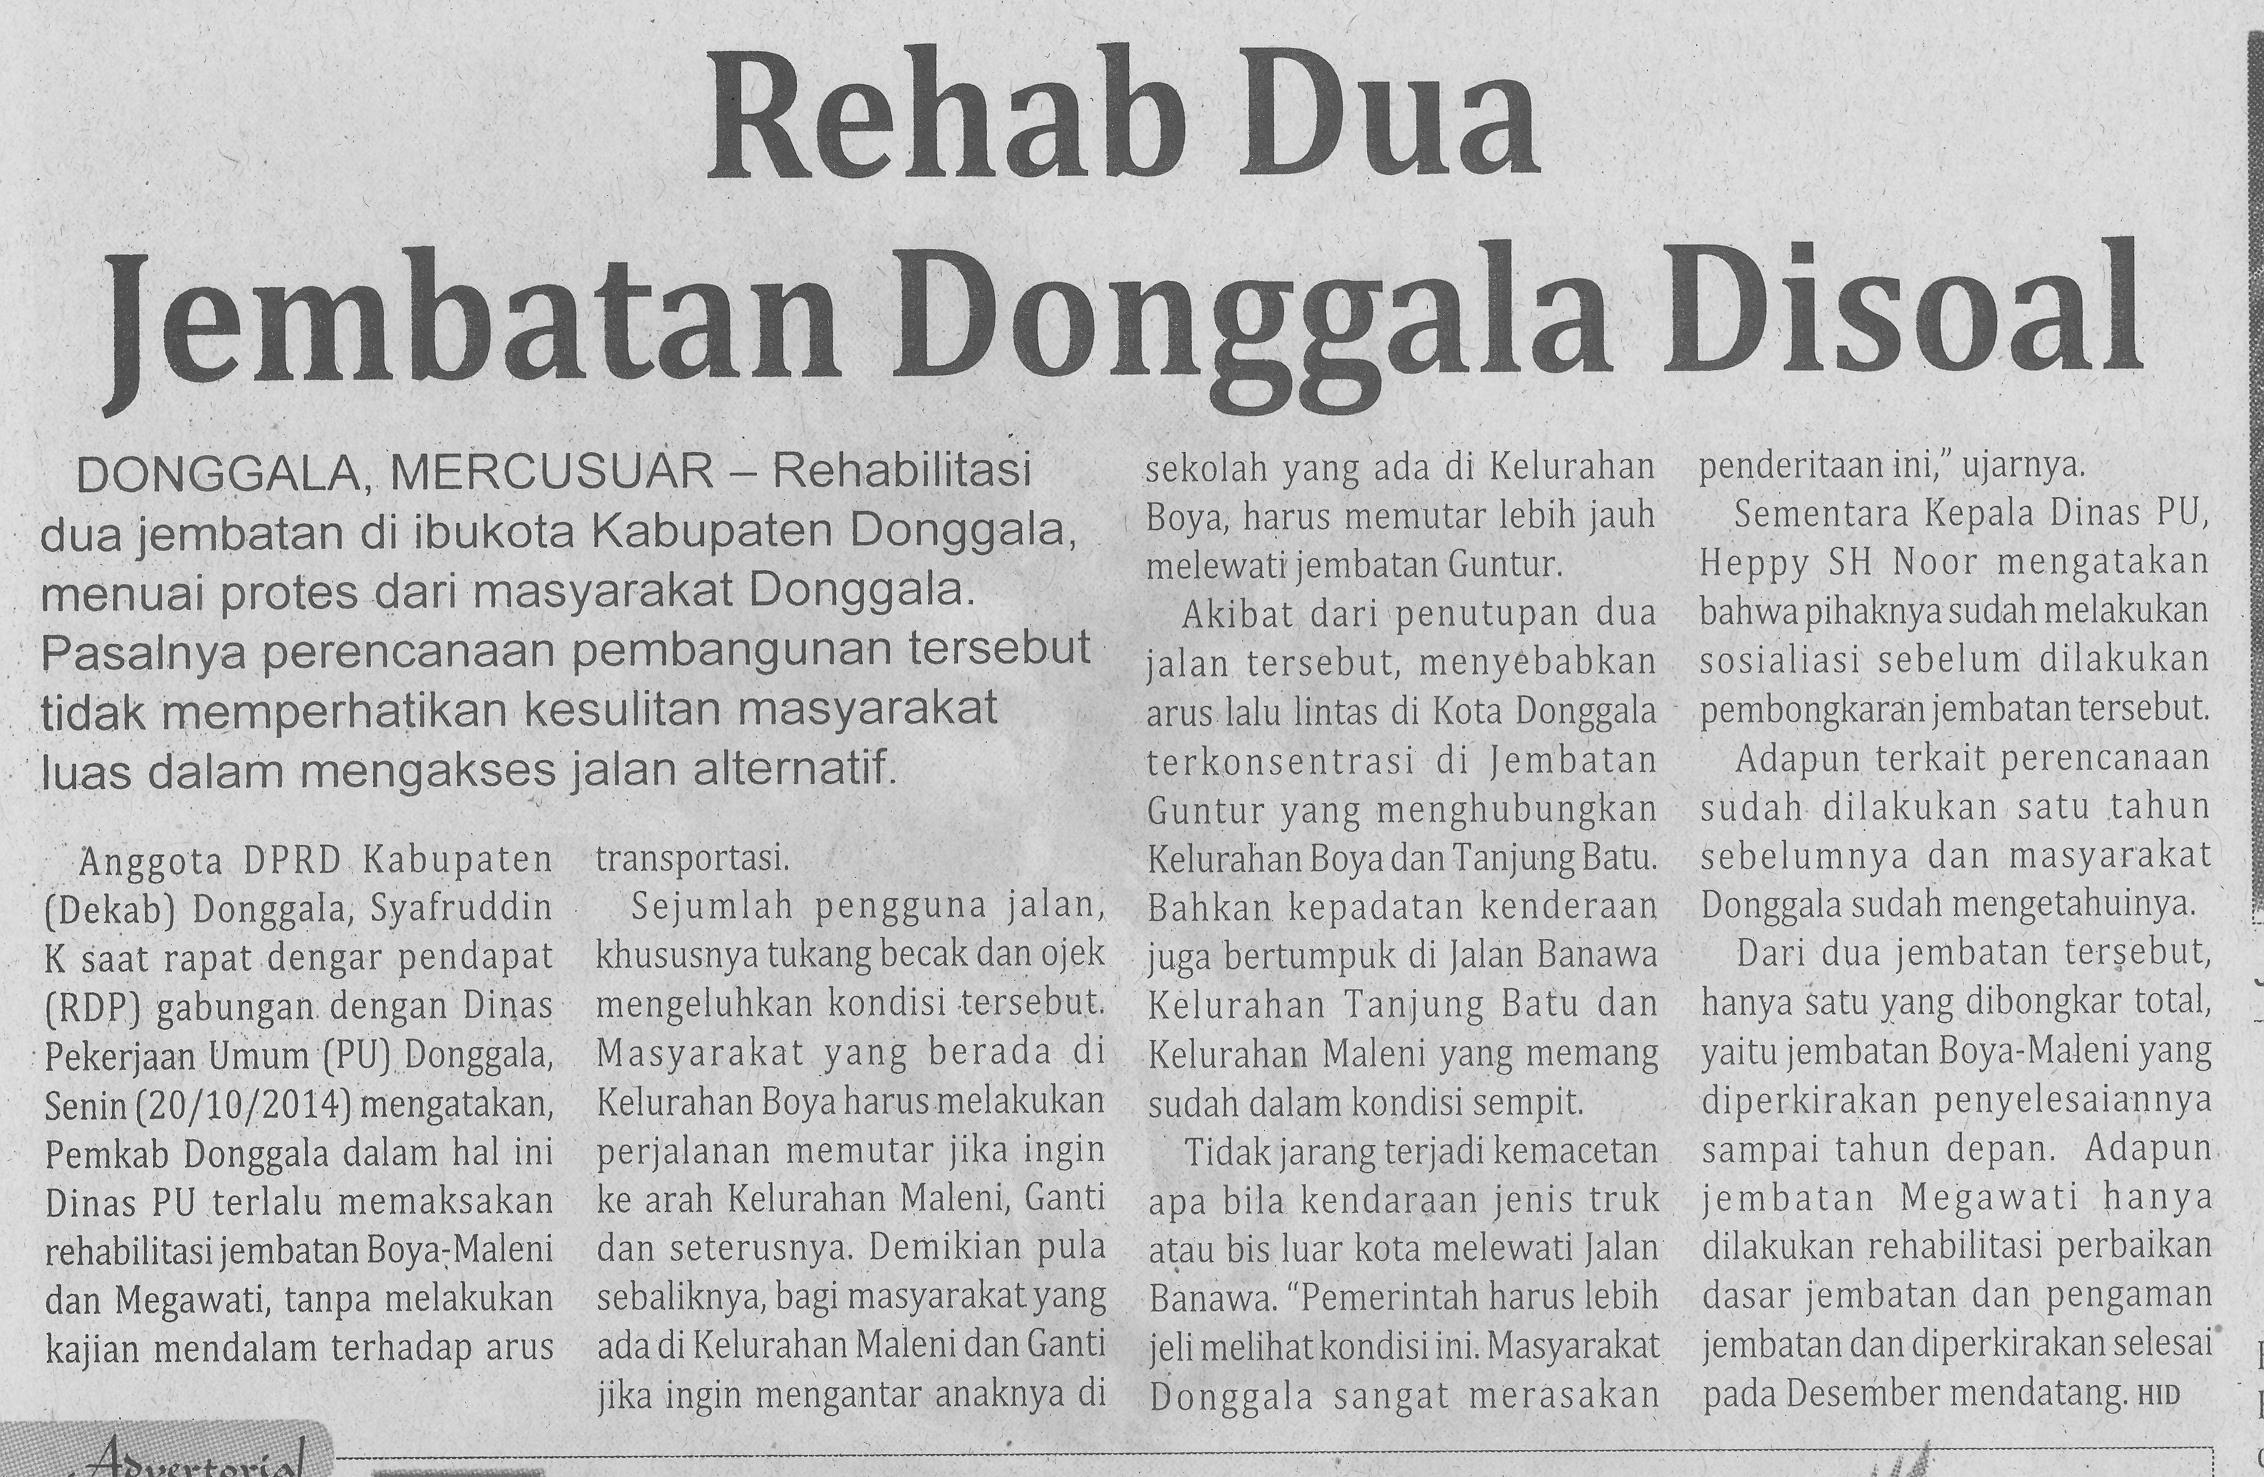 Rehab Dua
Jembatan Donggala Disoal
DONGGALA, MERCUSUAR – Rehabilitasi
dua jembatan di ibukota Kabupaten Donggala,
menuai protes dari masyarakat Donggala.
Pasalnya perencanaan pembangunan tersebut
tidak memperhatikan kesulitan masyarakat
luas dalam mengakses jalan alternatif.
Anggota DPRD Kabupaten
(Dekab) Donggala, Syafruddin
K saat rapat dengar pendapat
(RDP) gabungan dengan Dinas
Pekerjaan Umum (PU) Donggala,
Senin (20/10/2014) mengatakan,
Pemkab Donggala dalam hal ini
Dinas PU terlalu memaksakan
rehabilitasi jembatan Boya-Maleni
dan Megawati, tanpa melakukan
kajian mendalam terhadap arus
transportasi.
Sejumlah pengguna jalan,
khususnya tukang becak dan ojek
mengeluhkan kondisi tersebut.
Masyarakat yang berada di
Kelurahan Boya harus melakukan
perjalanan memutar jika ingin
ke arah Kelurahan Maleni, Ganti
dan seterusnya. Demikian pula
sebaliknya, bagi masyarakat yang
ada di Kelurahan Maleni dan Ganti
jika ingin mengantar anaknya di
sekolah yang ada di Kelurahan
Boya, harus memutar lebih jauh
melewati jembatan Guntur.
Akibat dari penutupan dua
jalan tersebut, menyebabkan
arus lalu lintas di Kota Donggala
terkonsentrasi di Jembatan
Guntur yang menghubungkan
Kelurahan Boya dan Tanjung Batu.
Bahkan kepadatan kenderaan
juga bertumpuk di Jalan Banawa
Kelurahan Tanjung Batu dan
Kelurahan Maleni yang memang
sudah dalam kondisi sempit.
Tidak jarang terjadi kemacetan
apa bila kendaraan jenis truk
atau bis luar kota melewati Jalan
Banawa. “Pemerintah harus lebih
jeli melihat kondisi ini. Masyarakat
Donggala sangat merasakan
penderitaan ini,” ujarnya.
Sementara Kepala Dinas PU,
Heppy SH Noor mengatakan
bahwa pihaknya sudah melakukan
sosialiasi sebelum dilakukan
pembongkaran jembatan tersebut.
Adapun terkait perencanaan
sudah dilakukan satu tahun
sebelumnya dan masyarakat
Donggala sudah mengetahuinya.
Dari dua jembatan tersebut,
hanya satu yang dibongkar total,
yaitu jembatan Boya-Maleni yang
diperkirakan penyelesaiannya
sampai tahun depan. Adapun
jembatan Megawati hanya
dilakukan rehabilitasi perbaikan
dasar jembatan dan pengaman
jembatan dan diperkirakan selesai
pada Desember mendatang. HID
Advertorial